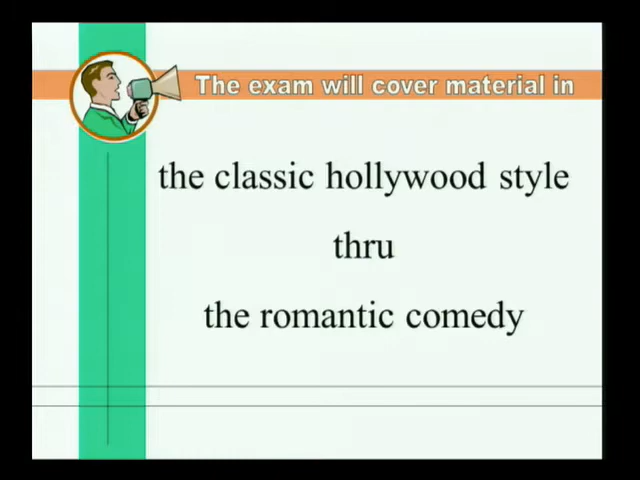 The exam will cover material in
the classic hollywood style
thru
the romantic comedy